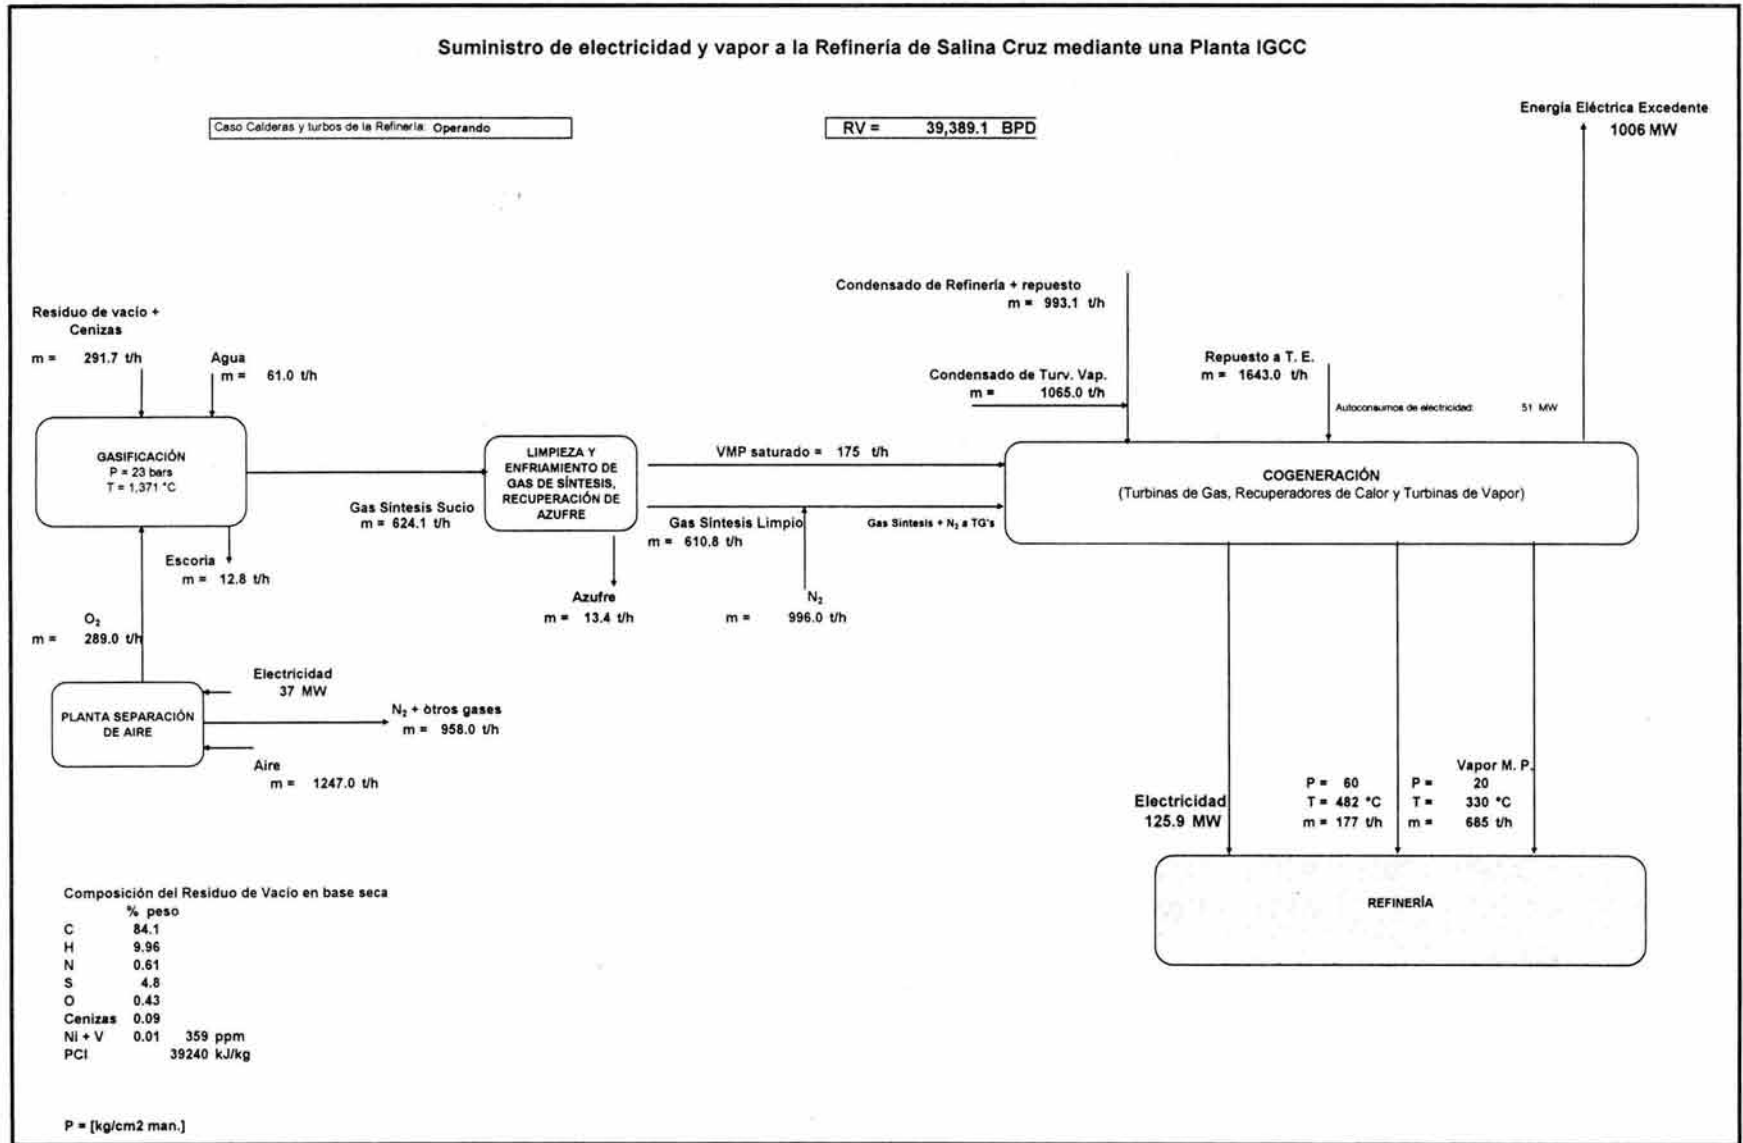 Suministro de electricidad y vapor a la Refinería de Salina Cruz mediante una Planta IGCC
Energía Eléctrica Excedente
1006 MW
Caso Calderas y turbos de la Refinería: Operando
RV = 39,389.1 BPD
Condensado de Refinería + repuesto
m = 993.1 t/h
Residuo de vacío +
Cenizas
m = 291.7 t/h
Agua
m = 61.0 t/h
Condensado de Turv. Vap.
m = 1065.0 t/h
Repuesto a T. E.
m = 1643.0 t/h
Autoconsumos de electricidad: 51 MW
GASIFICACIÓN
P = 23 bars
T = 1,371 °C
LIMPIEZA Y
ENFRIAMIENTO DE
GAS DE SÍNTESIS,
RECUPERACIÓN DE
AZUFRE
VMP saturado = 175 t/h
COGENERACIÓN
(Turbinas de Gas, Recuperadores de Calor y Turbinas de Vapor)
Gas Síntesis Sucio
m = 624.1 t/h
Gas Síntesis Limpio
m = 610.8 t/h
Gas Síntesis + N₂ a TG's
Escoria
m = 12.8 t/h
Azufre
m = 13.4 t/h
N₂
m = 996.0 t/h
O₂
m = 289.0 t/h
Electricidad
37 MW
PLANTA SEPARACIÓN
DE AIRE
N₂ + otros gases
m = 958.0 t/h
Aire
m = 1247.0 t/h
Electricidad
125.9 MW
P = 60
T = 482 °C
m = 177 t/h
Vapor M. P.
P = 20
T = 330 °C
m = 685 t/h
REFINERÍA
Composición del Residuo de Vacío en base seca
% peso
C 84.1
H 9.96
N 0.61
S 4.8
O 0.43
Cenizas 0.09
Ni + V 0.01 359 ppm
PCI 39240 kJ/kg
P = [kg/cm2 man.]